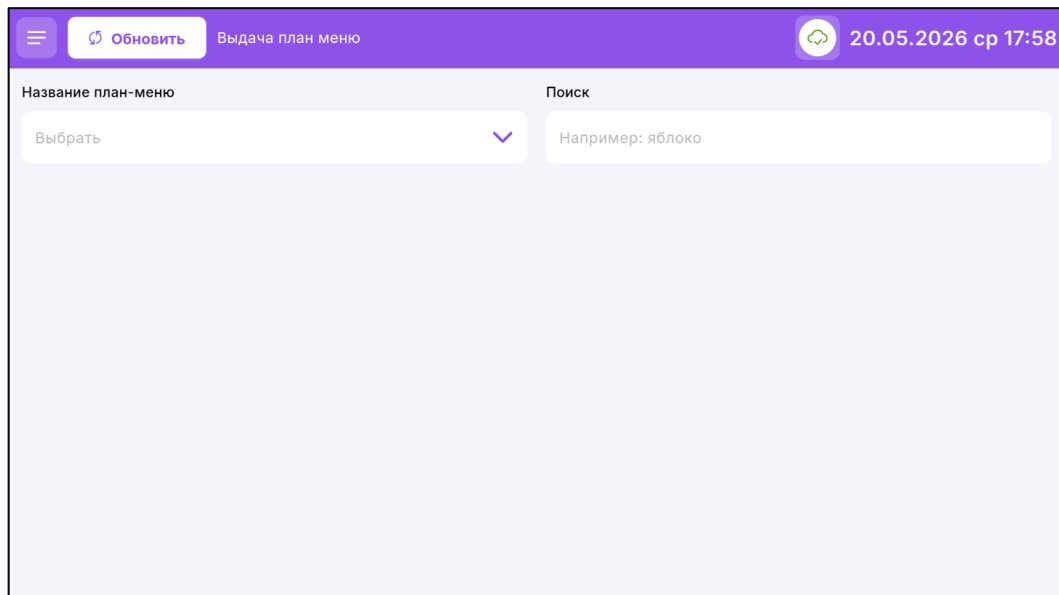 Обновить
Выдача план меню
20.05.2026 ср 17:58
Название план-меню
Поиск
Выбрать
Например: яблоко